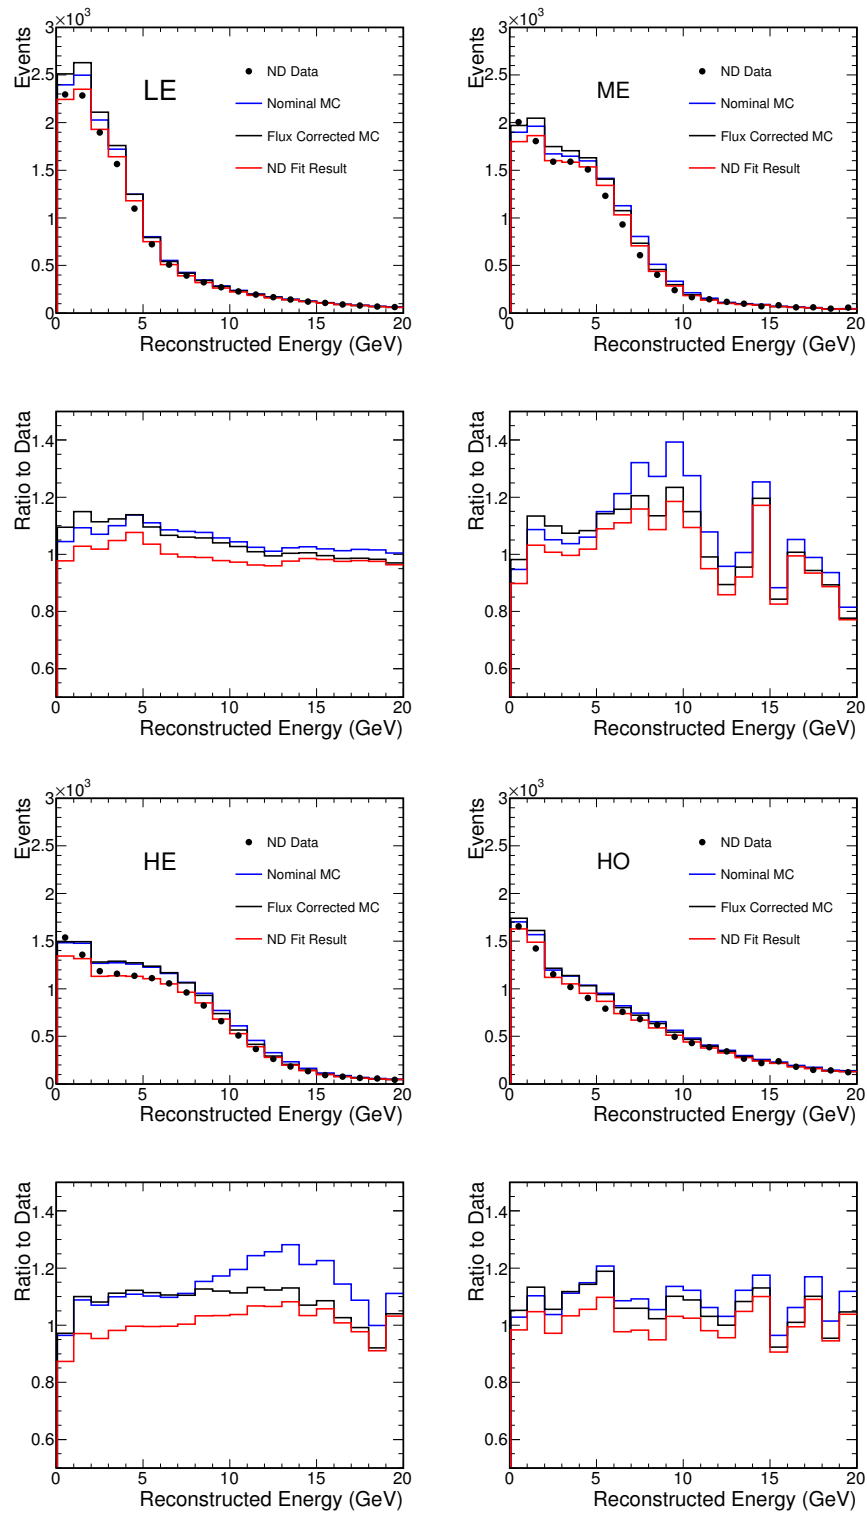 ×10³
Events
3
2.5
2
1.5
1
0.5
0
LE
ND Data
Nominal MC
Flux Corrected MC
ND Fit Result
0 5 10 15 20
Reconstructed Energy (GeV)
×10³
Events
3
2.5
2
1.5
1
0.5
0
ME
ND Data
Nominal MC
Flux Corrected MC
ND Fit Result
0 5 10 15 20
Reconstructed Energy (GeV)
Ratio to Data
1.4
1.2
1
0.8
0.6
0 5 10 15 20
Reconstructed Energy (GeV)
Ratio to Data
1.4
1.2
1
0.8
0.6
0 5 10 15 20
Reconstructed Energy (GeV)
×10³
Events
3
2.5
2
1.5
1
0.5
0
HE
ND Data
Nominal MC
Flux Corrected MC
ND Fit Result
0 5 10 15 20
Reconstructed Energy (GeV)
×10³
Events
3
2.5
2
1.5
1
0.5
0
HO
ND Data
Nominal MC
Flux Corrected MC
ND Fit Result
0 5 10 15 20
Reconstructed Energy (GeV)
Ratio to Data
1.4
1.2
1
0.8
0.6
0 5 10 15 20
Reconstructed Energy (GeV)
Ratio to Data
1.4
1.2
1
0.8
0.6
0 5 10 15 20
Reconstructed Energy (GeV)